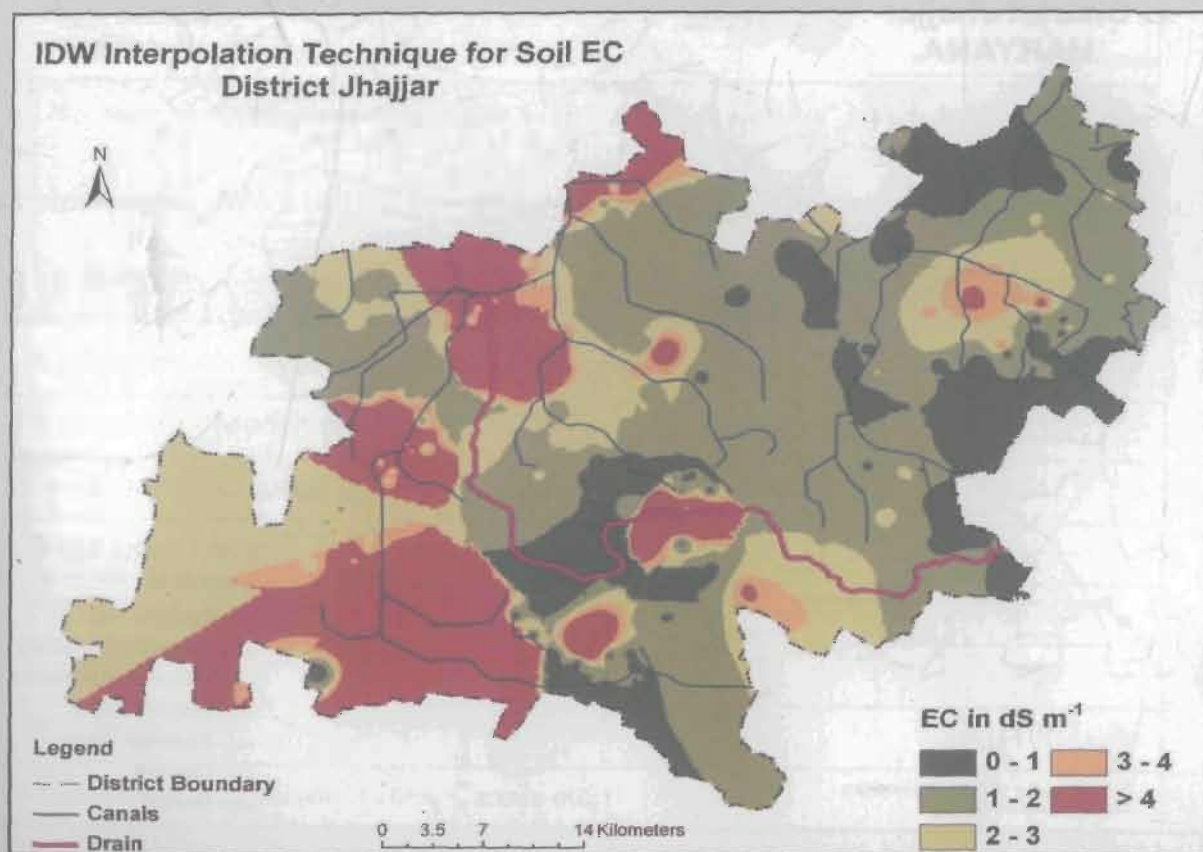 IDW Interpolation Technique for Soil EC
District Jhajjar
HARYANA
N
Legend
District Boundary
Canals
Drain
0 3.5 7 14 Kilometers
EC in dS m⁻¹
0 - 1
3 - 4
1 - 2
> 4
2 - 3